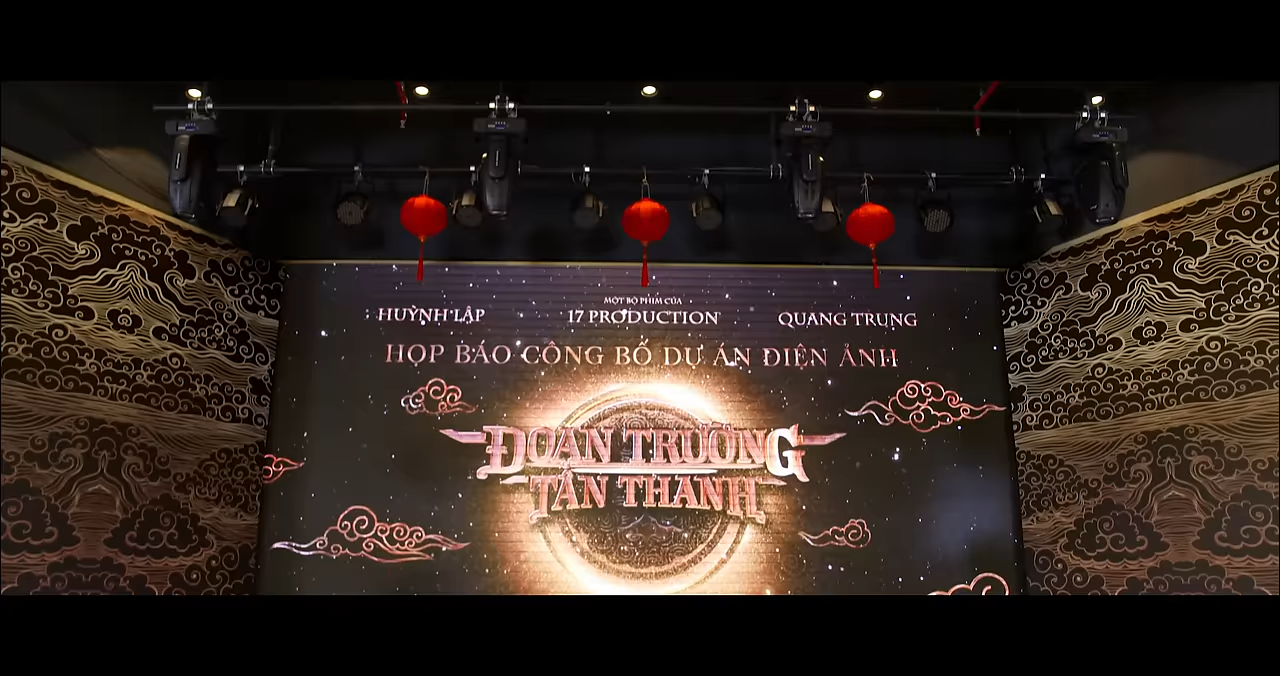 MỘT BỘ PHIM CỦA
HUỲNH LẬP 17 PRODUCTION QUANG TRUNG
HỌP BÁO CÔNG BỐ DỰ ÁN ĐIỆN ẢNH
ĐOẠN TRƯỜNG
TÂN THANH